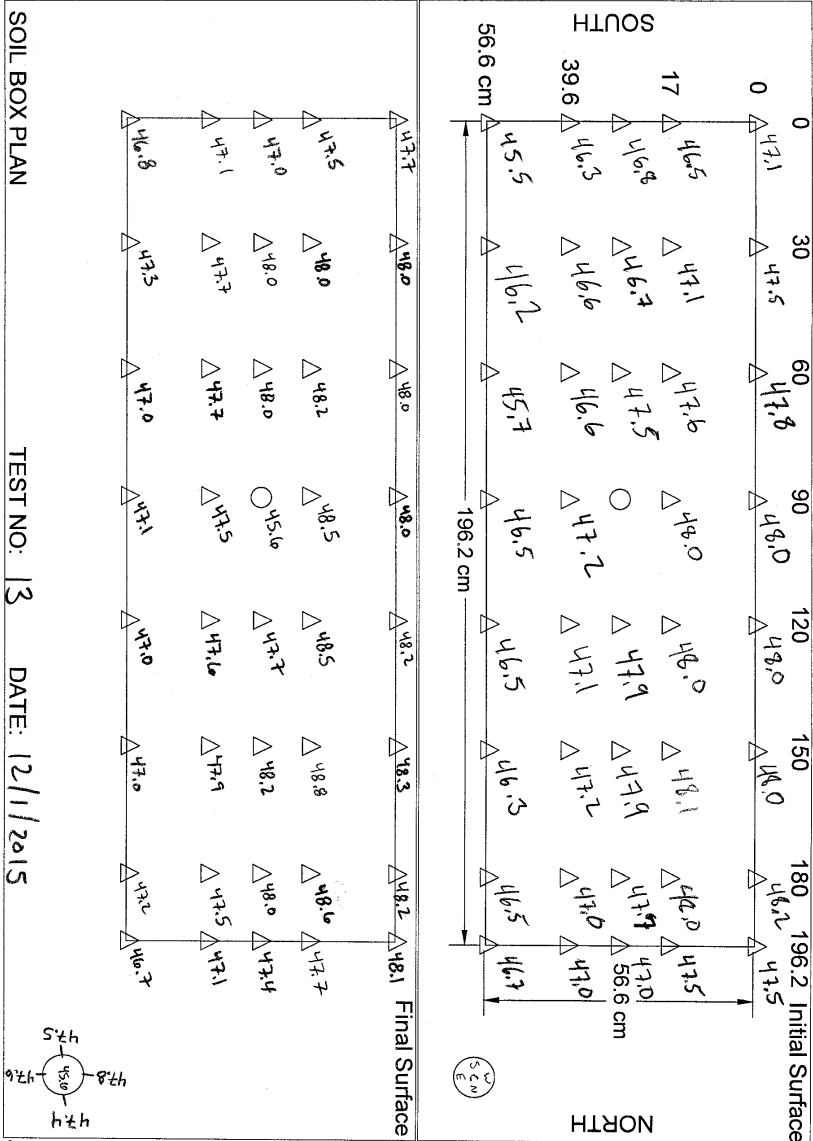 0 30 60 90 120 150 180 196.2 Initial Surface
0 47.1 47.5 47.8 48.0 48.0 48.0 48.2 47.5
17 46.5 47.1 47.6 48.0 48.0 48.1 48.0 47.5
SOUTH 46.8 46.7 47.5 47.9 47.9 47.9 47.0 NORTH
39.6 46.3 46.6 46.6 47.2 47.1 47.2 47.0 47.0
56.6 cm
56.6 cm 45.5 46.2 45.7 46.5 46.5 46.3 46.5 46.7
196.2 cm
W
S C N
E
Final Surface
47.7 48.0 48.0 48.0 48.2 48.3 48.2 48.1
47.5 48.0 48.2 48.5 48.5 48.8 48.6 47.7
47.0 48.0 48.0 45.6 47.7 48.2 48.0 47.4
47.1 47.7 47.7 47.5 47.6 47.9 47.5 47.1
46.8 47.3 47.0 47.1 47.0 47.0 47.2 46.7
47.8
47.5 45.6 47.4
47.6
SOIL BOX PLAN TEST NO: 13 DATE: 12/1/2015